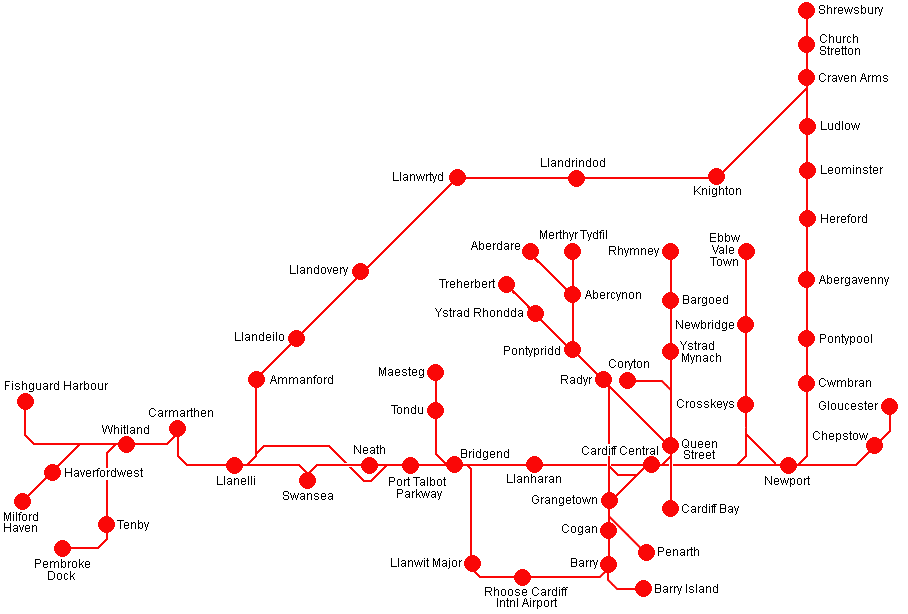 Shrewsbury
Church
Stretton
Craven Arms
Ludlow
Llandrindod
Llanwrtyd
Leominster
Knighton
Hereford
Merthyr Tydfil
Ebbw
Vale
Town
Aberdare
Rhymney
Llandovery
Abergavenny
Treherbert
Abercynon
Bargoed
Ystrad Rhondda
Newbridge
Llandeilo
Pontypool
Pontypridd
Ystrad
Mynach
Coryton
Maesteg
Ammanford
Radyr
Cwmbran
Fishguard Harbour
Crosskeys
Gloucester
Carmarthen
Tondu
Whitland
Chepstow
Neath
Bridgend
Cardiff Central
Queen
Street
Haverfordwest
Llanelli
Swansea
Port Talbot
Parkway
Llanharan
Newport
Grangetown
Cardiff Bay
Milford
Haven
Tenby
Cogan
Penarth
Pembroke
Dock
Llanwit Major
Barry
Rhoose Cardiff
Intnl Airport
Barry Island